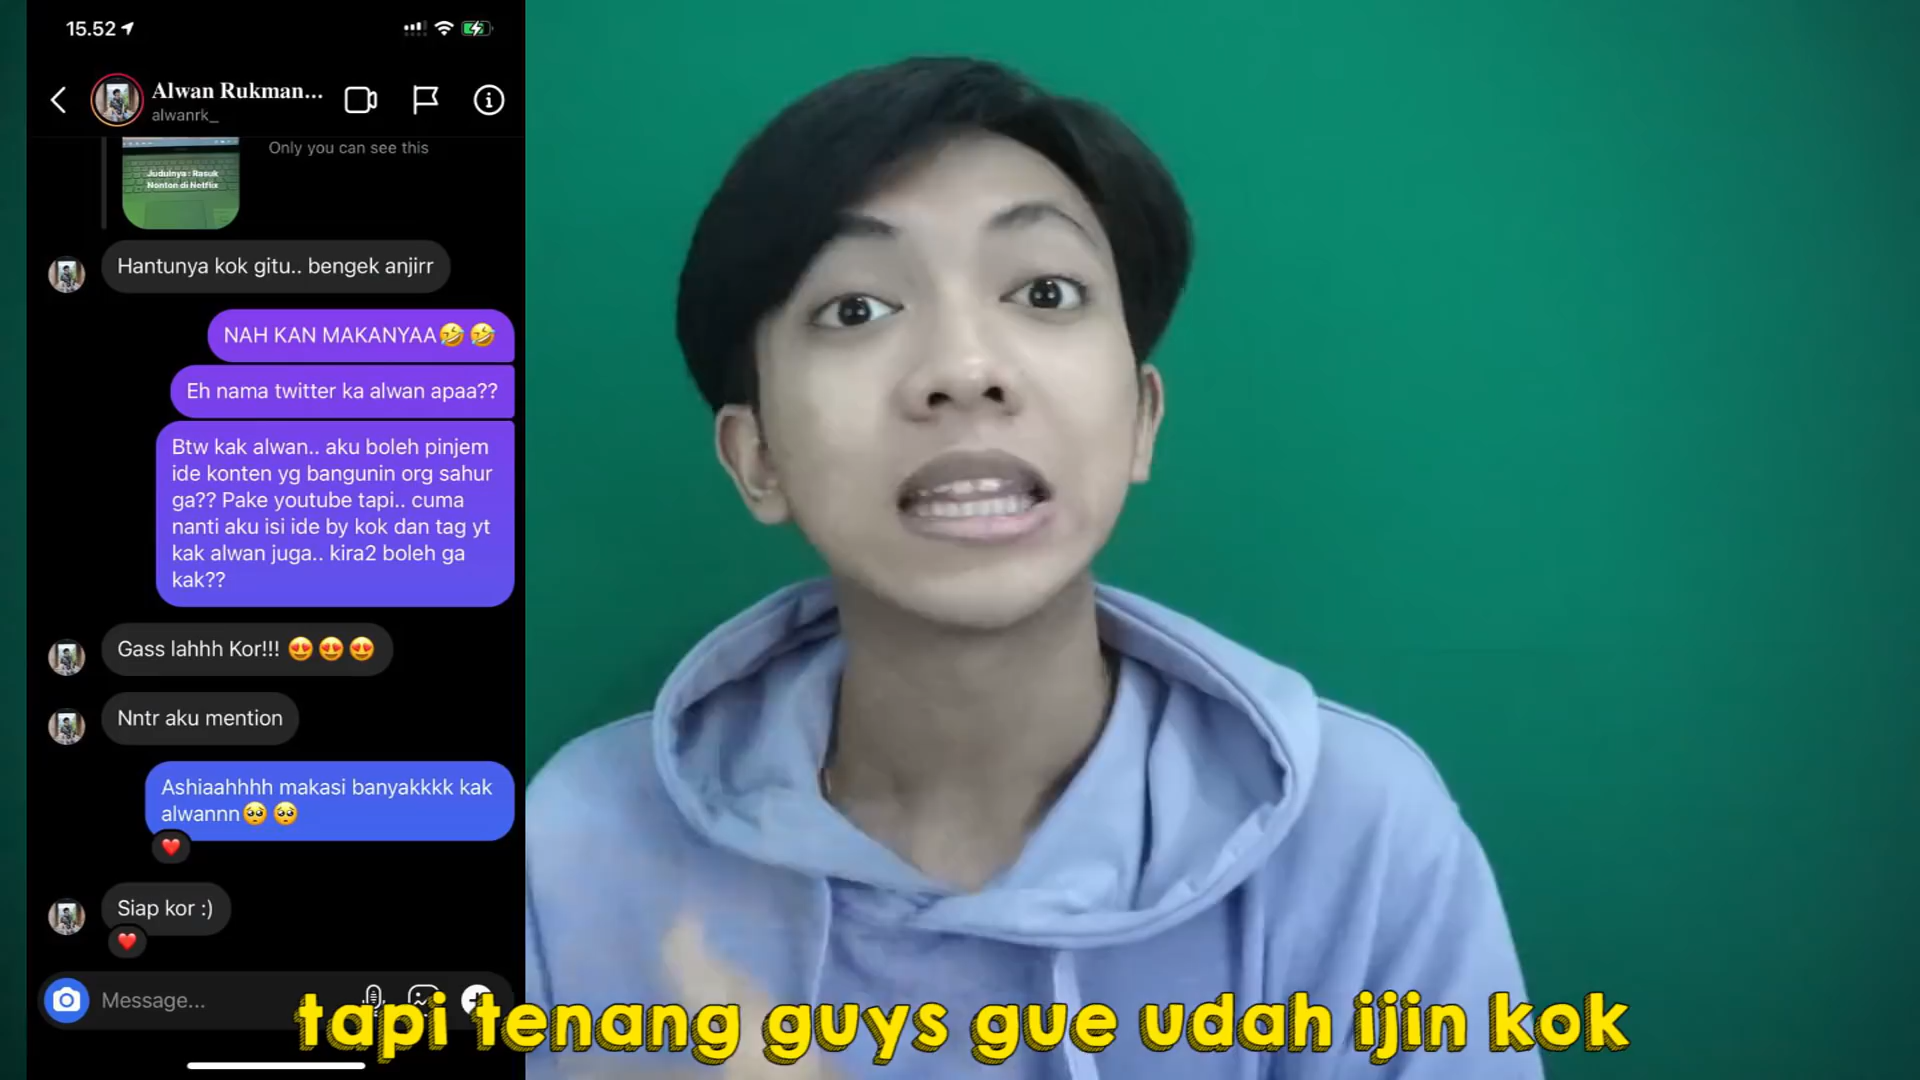 15.52
Alwan Rukman...
alwanrk_
Only you can see this
Judulnya : Rasuk
Nonton di Netflix
Hantunya kok gitu.. bengek anjirr
NAH KAN MAKANYAA🤣🤣
Eh nama twitter ka alwan apaa??
Btw kak alwan.. aku boleh pinjem
ide konten yg bangunin org sahur
ga?? Pake youtube tapi.. cuma
nanti aku isi ide by kok dan tag yt
kak alwan juga.. kira2 boleh ga
kak??
Gass lahhh Kor!!! 😍😍😍
Nntr aku mention
Ashiaahhhh makasi banyakkkk kak
alwannn🥺🥺
Siap kor :)
Message...
tapi tenang guys gue udah ijin kok